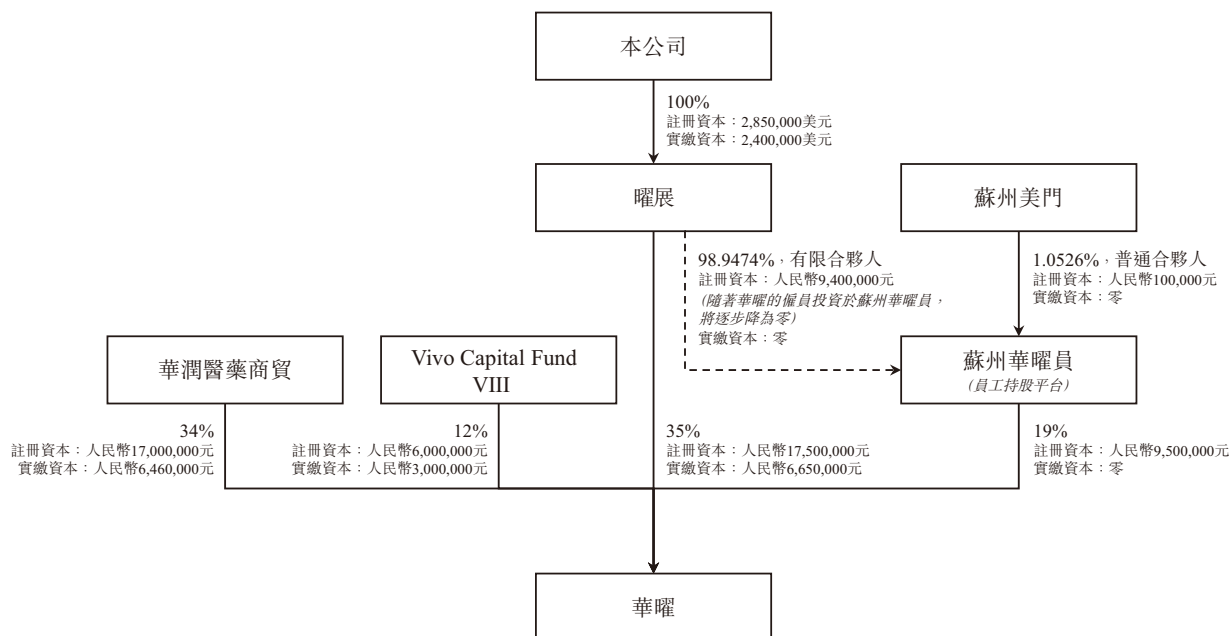 本公司
100%
註冊資本：2,850,000美元
實繳資本：2,400,000美元
曜展
蘇州美門
98.9474%，有限合夥人
註冊資本：人民幣9,400,000元
(隨著華曜的僱員投資於蘇州華曜員，
將逐步降為零)
實繳資本：零
1.0526%，普通合夥人
註冊資本：人民幣100,000元
實繳資本：零
華潤醫藥商貿
Vivo Capital Fund
VIII
蘇州華曜員
(員工持股平台)
34%
註冊資本：人民幣17,000,000元
實繳資本：人民幣6,460,000元
12%
註冊資本：人民幣6,000,000元
實繳資本：人民幣3,000,000元
35%
註冊資本：人民幣17,500,000元
實繳資本：人民幣6,650,000元
19%
註冊資本：人民幣9,500,000元
實繳資本：零
華曜